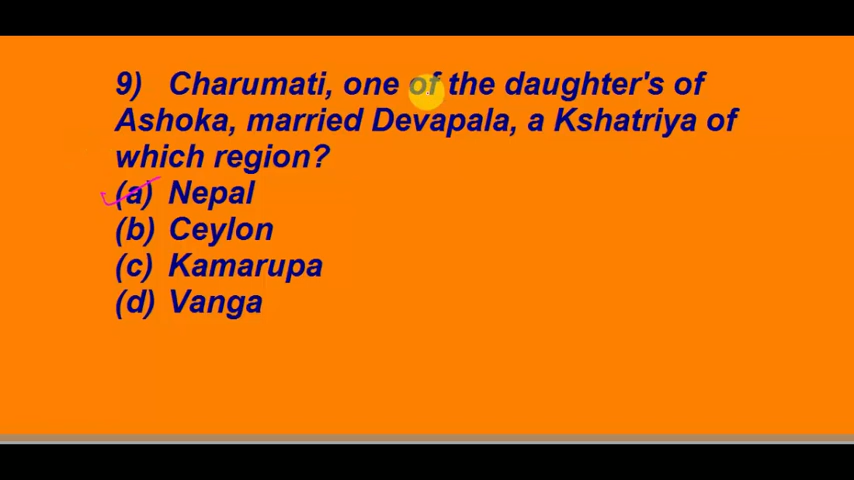 9) Charumati, one of the daughter's of
Ashoka, married Devapala, a Kshatriya of
which region?
(a) Nepal
(b) Ceylon
(c) Kamarupa
(d) Vanga